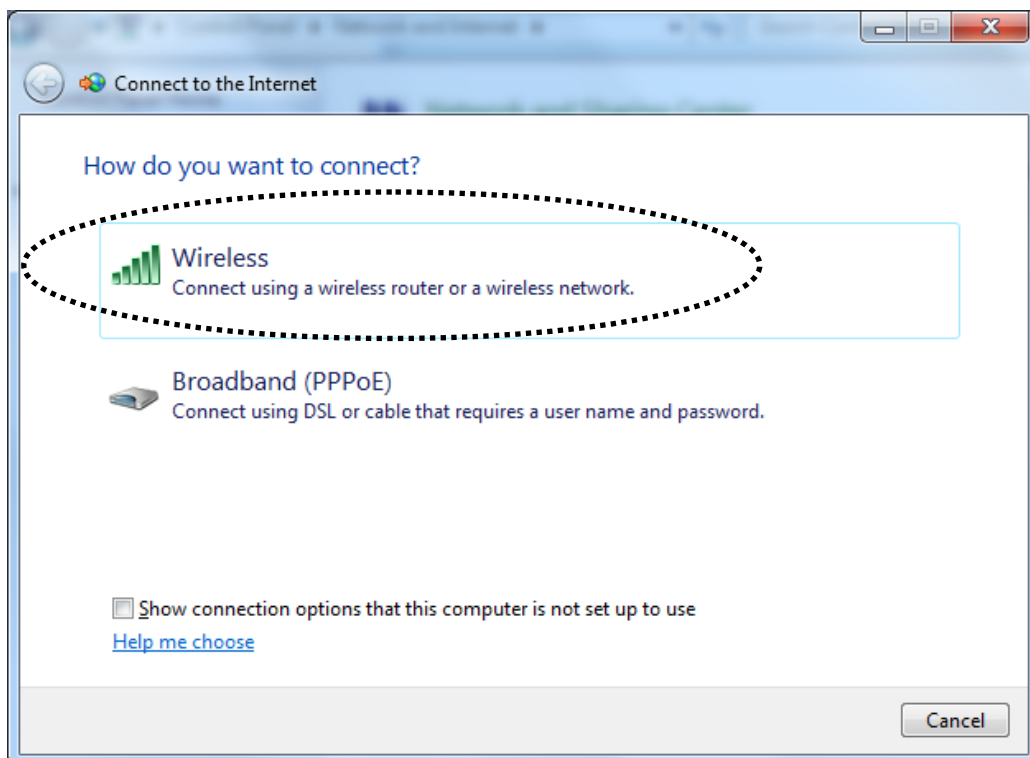 Connect to the Internet
How do you want to connect?
Wireless
Connect using a wireless router or a wireless network.
Broadband (PPPoE)
Connect using DSL or cable that requires a user name and password.
Show connection options that this computer is not set up to use
Help me choose
Cancel